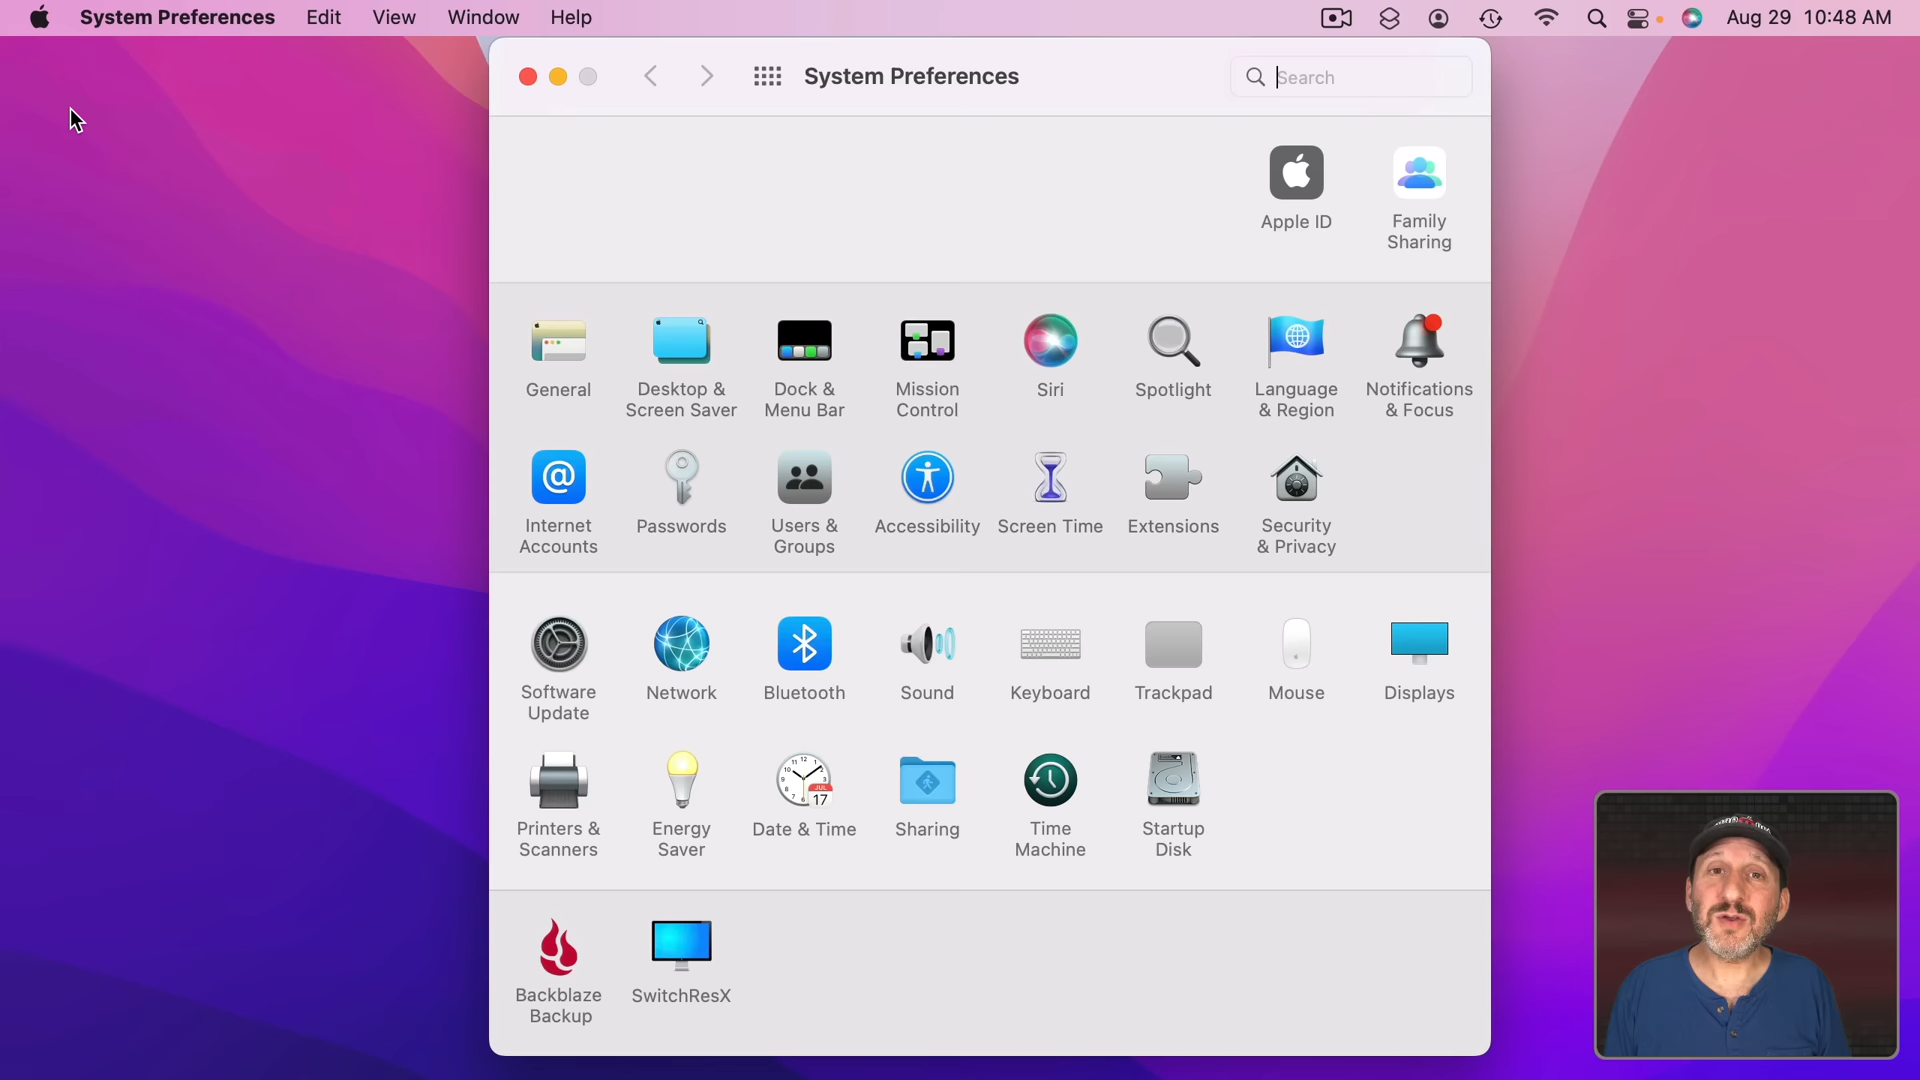 System Preferences Edit View Window Help Aug 29 10:48 AM
System Preferences
Search
Apple ID
Family
Sharing
General
Desktop &
Screen Saver
Dock &
Menu Bar
Mission
Control
Siri
Spotlight
Language
& Region
Notifications
& Focus
Internet
Accounts
Passwords
Users &
Groups
Accessibility
Screen Time
Extensions
Security
& Privacy
Software
Update
Network
Bluetooth
Sound
Keyboard
Trackpad
Mouse
Displays
Printers &
Scanners
Energy
Saver
JUL
17
Date & Time
Sharing
Time
Machine
Startup
Disk
Backblaze
Backup
SwitchResX